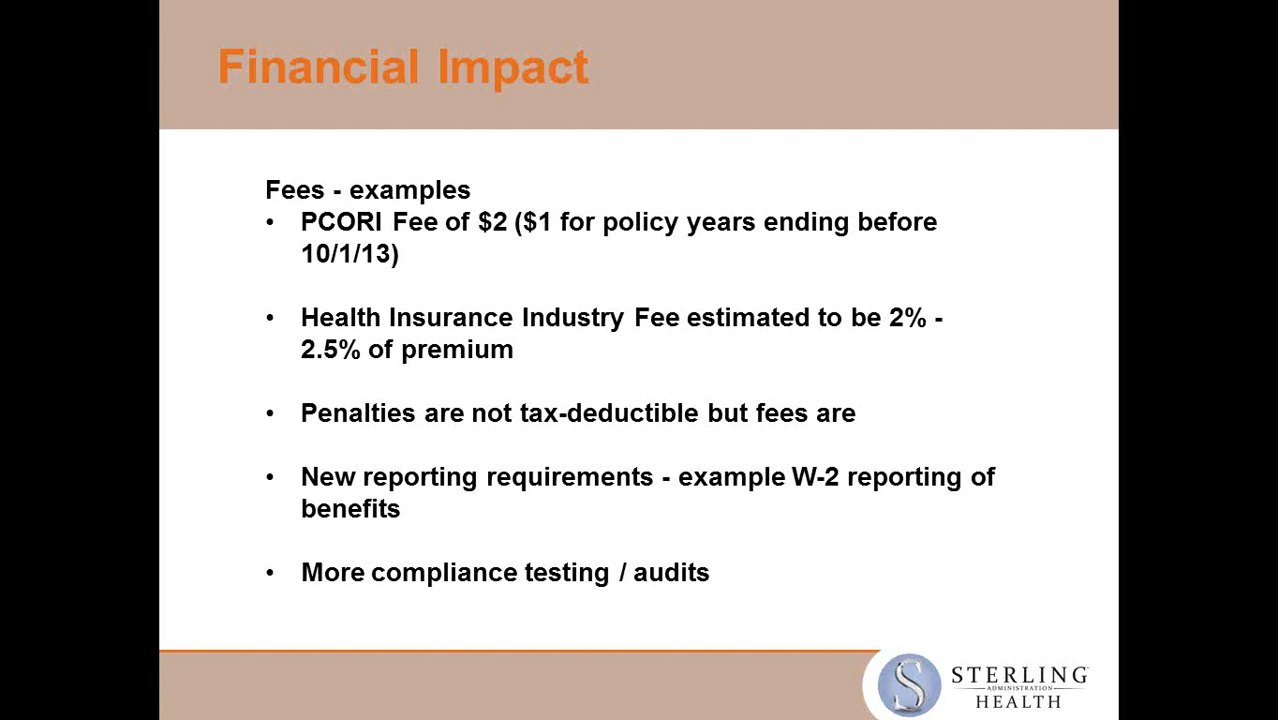 Financial Impact
Fees - examples
• PCORI Fee of $2 ($1 for policy years ending before
10/1/13)
• Health Insurance Industry Fee estimated to be 2% -
2.5% of premium
• Penalties are not tax-deductible but fees are
• New reporting requirements - example W-2 reporting of
benefits
• More compliance testing / audits
S
STERLING
ADMINISTRATION
HEALTH